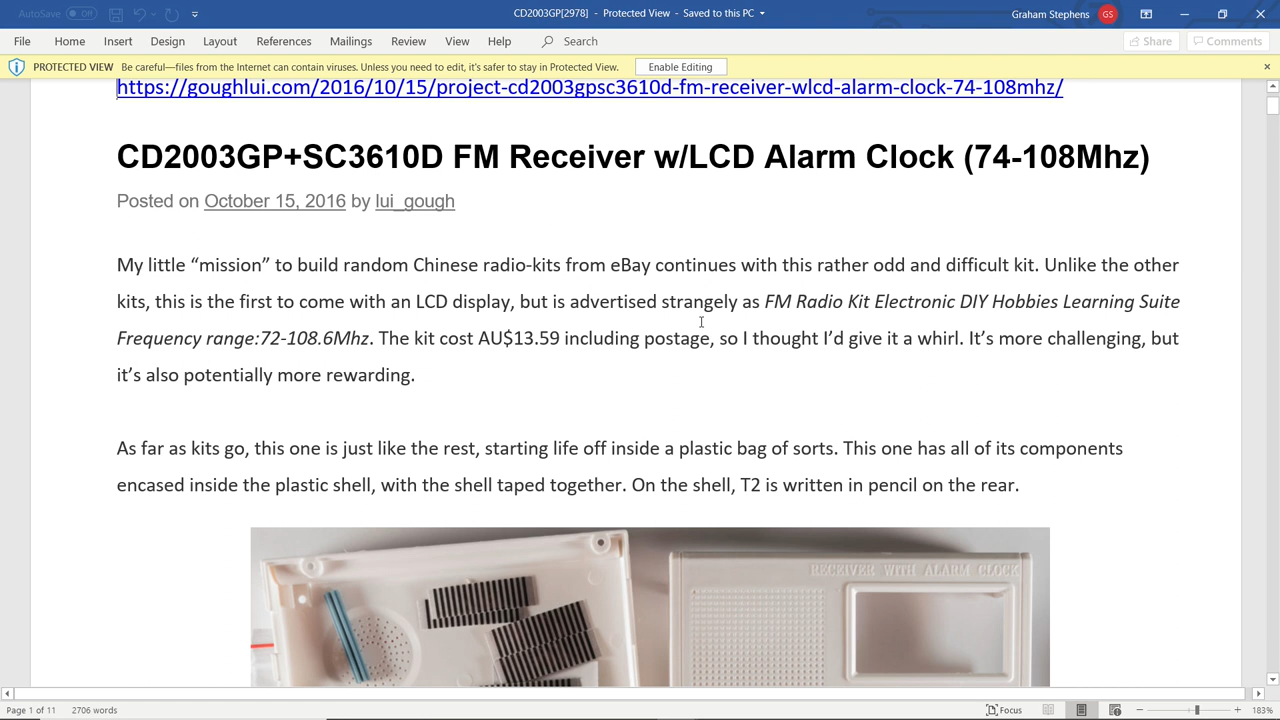 AutoSave Off CD2003GP[2978] - Protected View - Saved to this PC Graham Stephens GS
File Home Insert Design Layout References Mailings Review View Help Search Share Comments
PROTECTED VIEW Be careful—files from the Internet can contain viruses. Unless you need to edit, it's safer to stay in Protected View. Enable Editing
https://goughlui.com/2016/10/15/project-cd2003gpsc3610d-fm-receiver-wlcd-alarm-clock-74-108mhz/
CD2003GP+SC3610D FM Receiver w/LCD Alarm Clock (74-108Mhz)
Posted on October 15, 2016 by lui_gough
My little “mission” to build random Chinese radio-kits from eBay continues with this rather odd and difficult kit. Unlike the other
kits, this is the first to come with an LCD display, but is advertised strangely as FM Radio Kit Electronic DIY Hobbies Learning Suite
Frequency range:72-108.6Mhz. The kit cost AU$13.59 including postage, so I thought I’d give it a whirl. It’s more challenging, but
it’s also potentially more rewarding.
As far as kits go, this one is just like the rest, starting life off inside a plastic bag of sorts. This one has all of its components
encased inside the plastic shell, with the shell taped together. On the shell, T2 is written in pencil on the rear.
RECEIVER WITH ALARM CLOCK
Page 1 of 11 2706 words Focus 183%